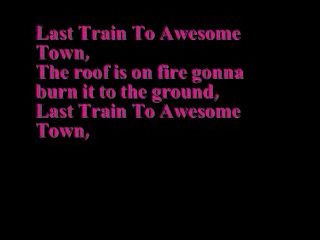 Last Train To Awesome
Town,
The roof is on fire gonna
burn it to the ground,
Last Train To Awesome
Town,